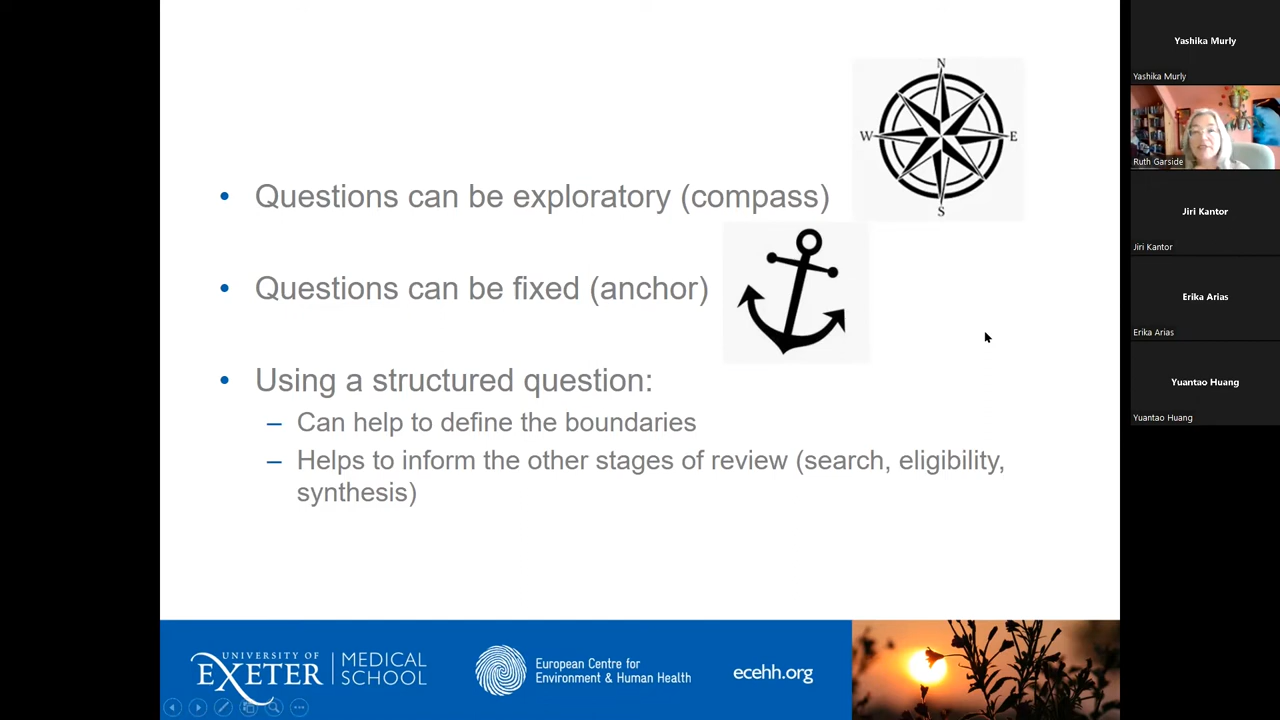 N
W
E
S
• Questions can be exploratory (compass)
• Questions can be fixed (anchor)
• Using a structured question:
– Can help to define the boundaries
– Helps to inform the other stages of review (search, eligibility,
synthesis)
UNIVERSITY OF
EXETER
MEDICAL
SCHOOL
European Centre for
Environment & Human Health
ecehh.org
Yashika Murly
Yashika Murly
Ruth Garside
Jiri Kantor
Jiri Kantor
Erika Arias
Erika Arias
Yuantao Huang
Yuantao Huang